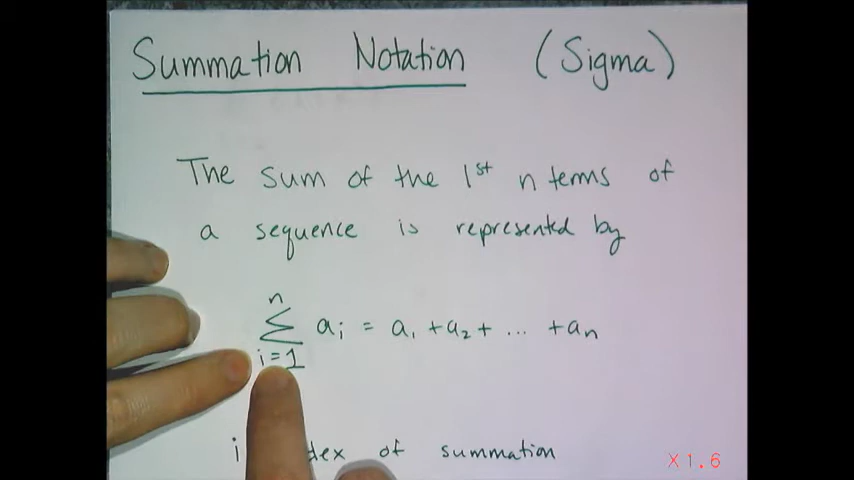 Summation Notation (Sigma)
The sum of the 1st n terms of
a sequence is represented by
n
∑ aᵢ = a₁ + a₂ + ... + aₙ
i=1
i dex of summation
X1.6